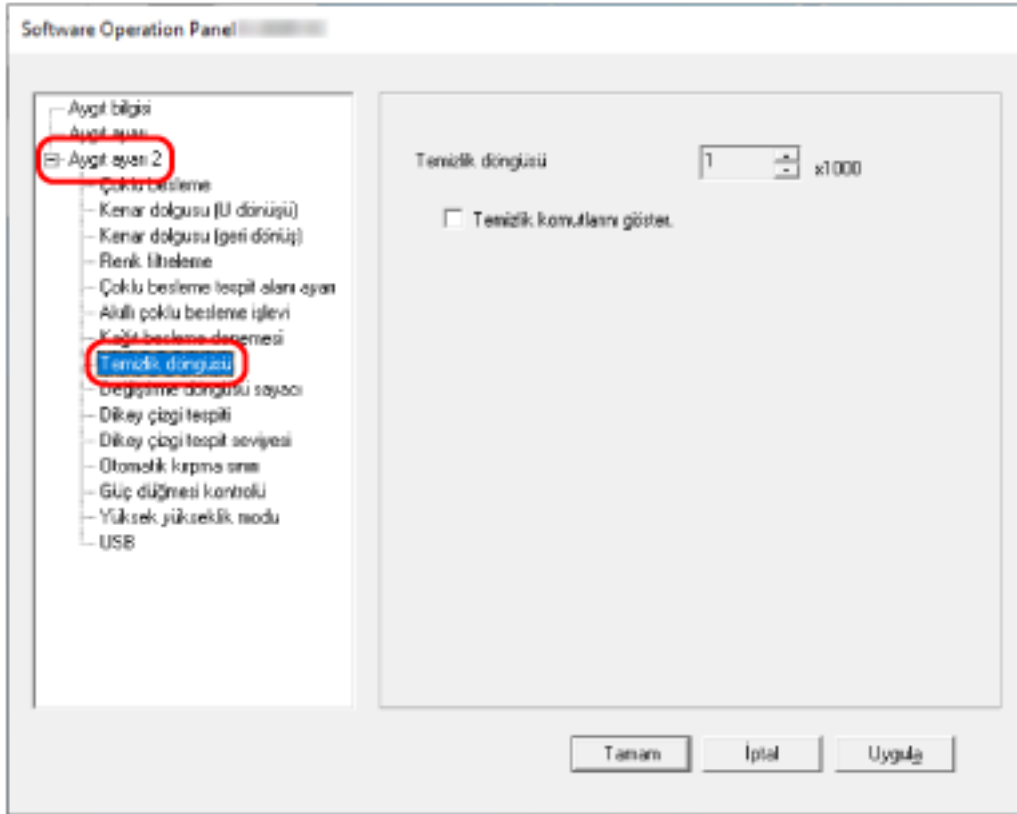 Software Operation Panel
Aygıt bilgisi
Aygıt ayarı
Aygıt ayarı 2
Çoklu besleme
Kenar dolgusu (U dönüşü)
Kenar dolgusu (geri dönüş)
Renk filtreleme
Çoklu besleme tespit alanı ayarı
Akıllı çoklu besleme işlevi
Kağıt besleme denemesi
Temizlik döngüsü
Değiştirme döngüsü sayacı
Dikey çizgi tespiti
Dikey çizgi tespit seviyesi
Otomatik kırpma sınırı
Güç düğmesi kontrolü
Yüksek yükseklik modu
USB
Temizlik döngüsü 1 x1000
Temizlik komutlarını göster.
Tamam İptal Uygula